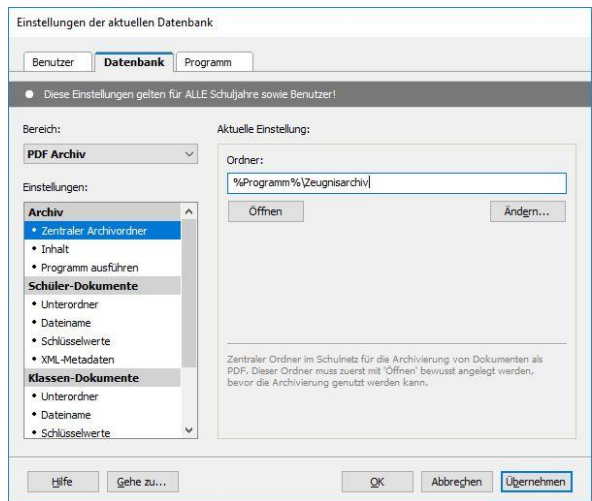 Einstellungen der aktuellen Datenbank
Benutzer
Datenbank
Programm
Diese Einstellungen gelten für ALLE Schuljahre sowie Benutzer!
Bereich:
PDF Archiv
Einstellungen:
Archiv
Zentraler Archivordner
Inhalt
Programm ausführen
Schüler-Dokumente
Unterordner
Dateiname
Schlüsselwerte
XML-Metadaten
Klassen-Dokumente
Unterordner
Dateiname
Schlüsselwerte
Aktuelle Einstellung:
Ordner:
%Programm%\Zeugnisarchiv
Öffnen
Ändern...
Zentraler Ordner im Schulnetz für die Archivierung von Dokumenten als
PDF. Dieser Ordner muss zuerst mit 'Öffnen' bewusst angelegt werden,
bevor die Archivierung genutzt werden kann.
Hilfe
Gehe zu...
OK
Abbrechen
Übernehmen